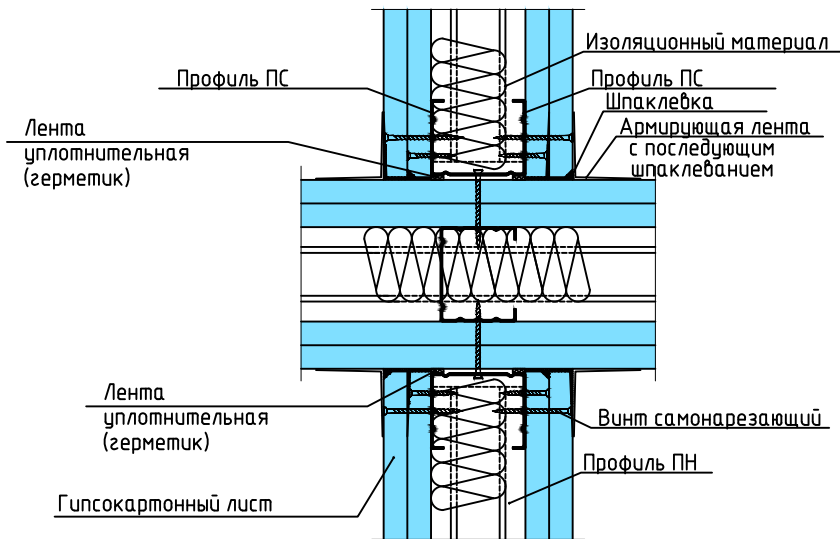 Изоляционный материал
Профиль ПС
Профиль ПС
Шпаклевка
Лента
уплотнительная
(герметик)
Армирующая лента
с последующим
шпаклеванием
Лента
уплотнительная
(герметик)
Винт самонарезающий
Профиль ПН
Гипсокартонный лист